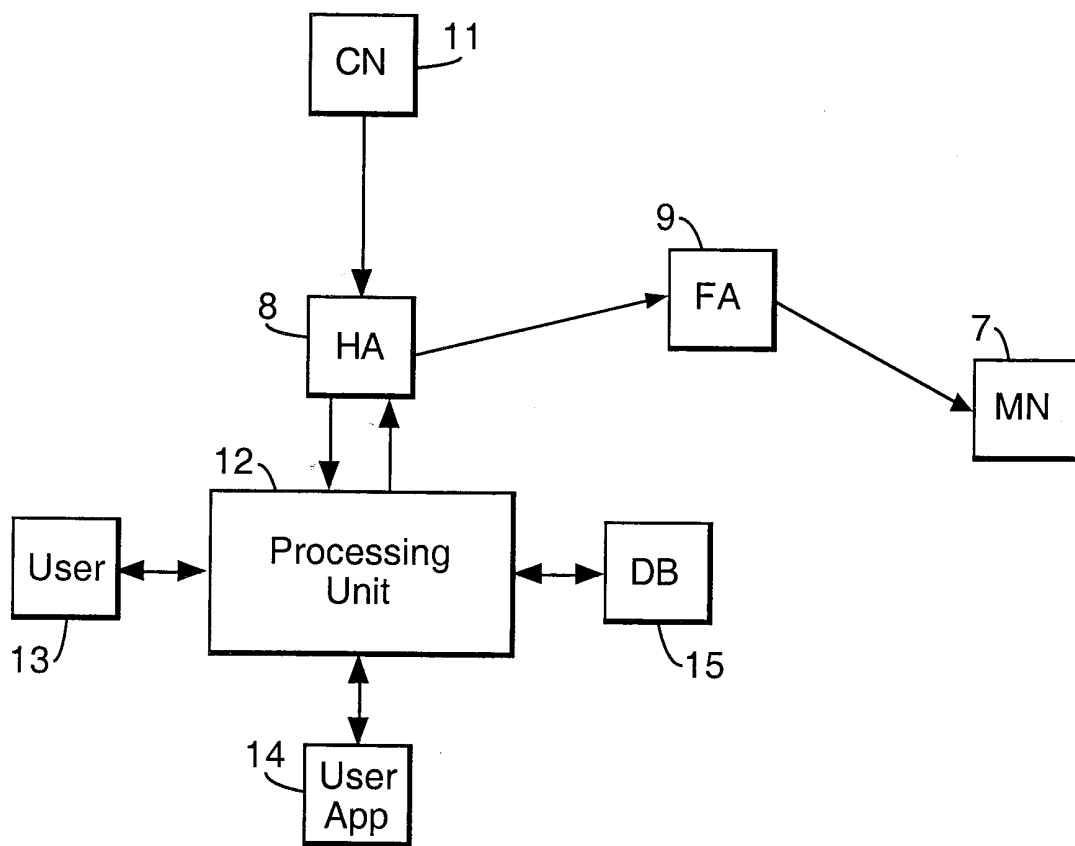 CN
11
9
FA
8
HA
7
MN
12
Processing
Unit
User
13
DB
15
14
User
App